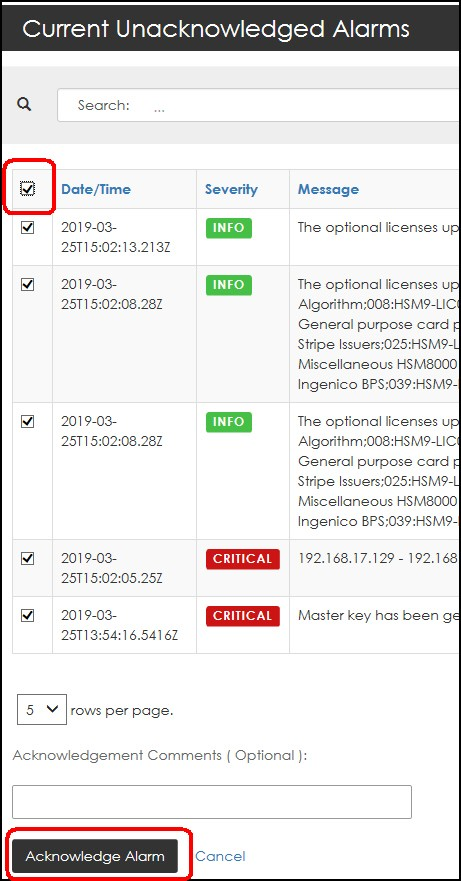 Current Unacknowledged Alarms
Search: ...
Date/Time Severity Message
2019-03-
25T15:02:13.213Z
INFO
The optional licenses up
2019-03-
25T15:02:08.28Z
INFO
The optional licenses up
Algorithm;008:HSM9-LIC
General purpose card p
Stripe Issuers;025:HSM9-L
Miscellaneous HSM8000
Ingenico BPS;039:HSM9-
2019-03-
25T15:02:08.28Z
INFO
The optional licenses up
Algorithm;008:HSM9-LIC
General purpose card p
Stripe Issuers;025:HSM9-L
Miscellaneous HSM8000
Ingenico BPS;039:HSM9-
2019-03-
25T15:02:05.25Z
CRITICAL
192.168.17.129 - 192.168
2019-03-
25T13:54:16.5416Z
CRITICAL
Master key has been ge
5 rows per page.
Acknowledgement Comments ( Optional ):
Acknowledge Alarm Cancel